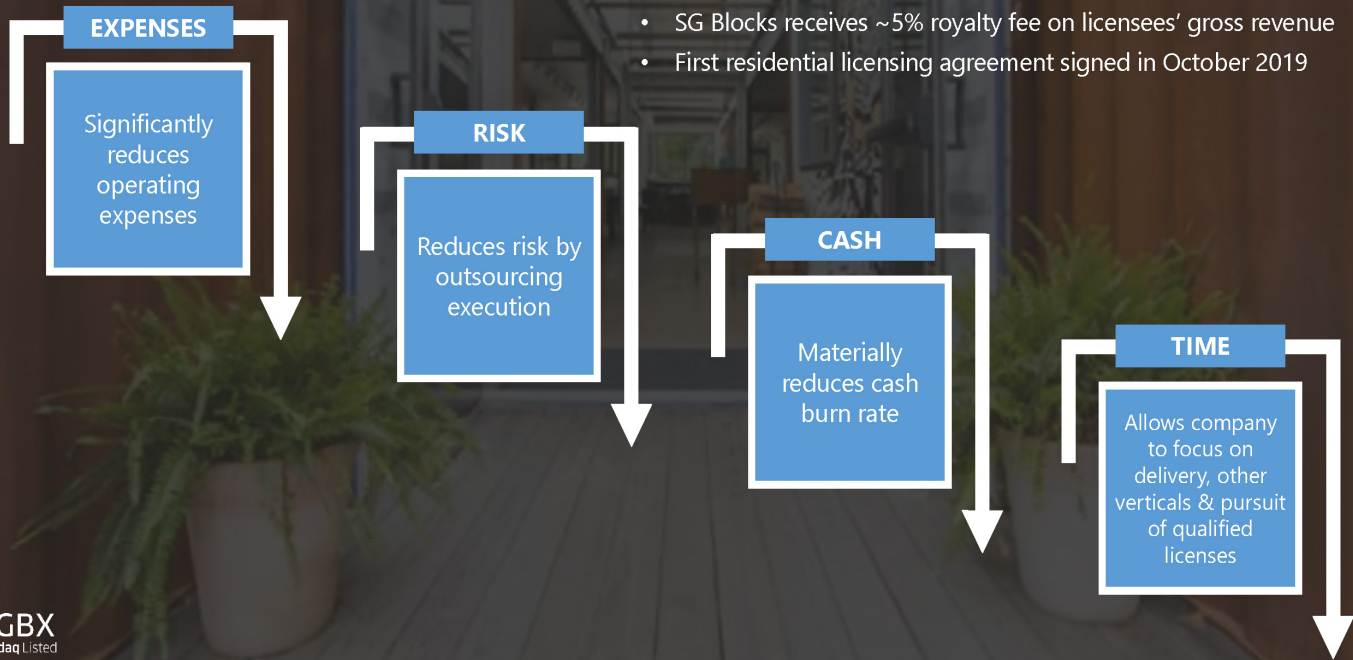 • SG Blocks receives ~5% royalty fee on licensees’ gross revenue
• First residential licensing agreement signed in October 2019
EXPENSES
Significantly
reduces
operating
expenses
RISK
Reduces risk by
outsourcing
execution
CASH
Materially
reduces cash
burn rate
TIME
Allows company
to focus on
delivery, other
verticals & pursuit
of qualified
licenses
GBX
daq Listed